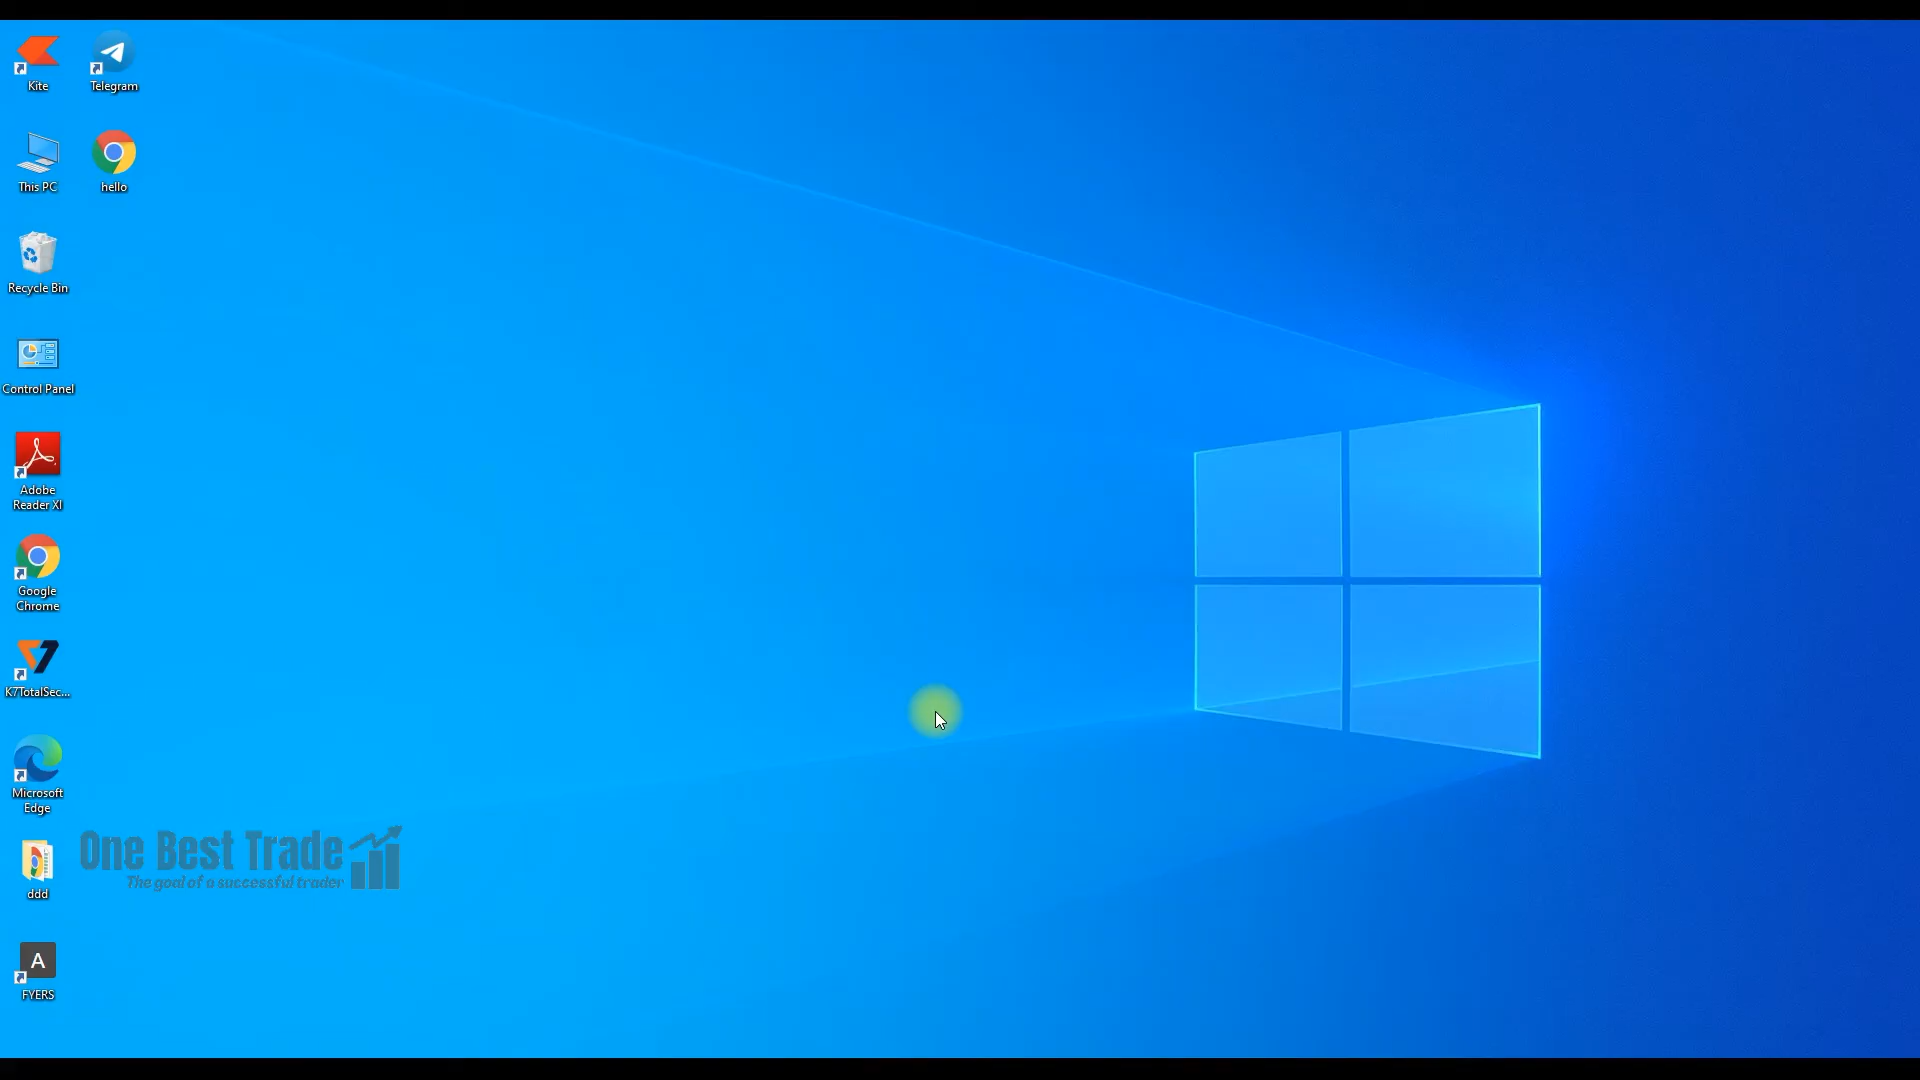 Kite
Telegram
This PC
hello
Recycle Bin
Control Panel
Adobe
Reader XI
Google
Chrome
K7TotalSec...
Microsoft
Edge
One Best Trade
The goal of a successful trader
ddd
A
FYERS